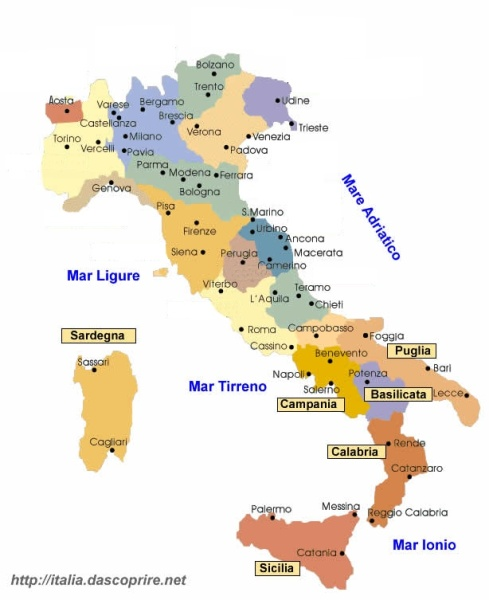 Bolzano
Trento
Aosta
Varese
Bergamo
Udine
Castellanza
Brescia
Verona
Trieste
Torino
Vercelli
Milano
Venezia
Pavia
Padova
Parma
Modena
Ferrara
Genova
Bologna
Pisa
S.Marino
Firenze
Urbino
Ancona
Mare Adriatico
Siena
Perugia
Macerata
Camerino
Mar Ligure
Viterbo
L'Aquila
Teramo
Chieti
Roma
Campobasso
Foggia
Sardegna
Cassino
Puglia
Sassari
Benevento
Bari
Napoli
Potenza
Mar Tirreno
Salerno
Basilicata
Lecce
Campania
Cagliari
Calabria
Rende
Catanzaro
Palermo
Messina
Reggio Calabria
Mar Ionio
Catania
Sicilia
http://italia.dascoprire.net